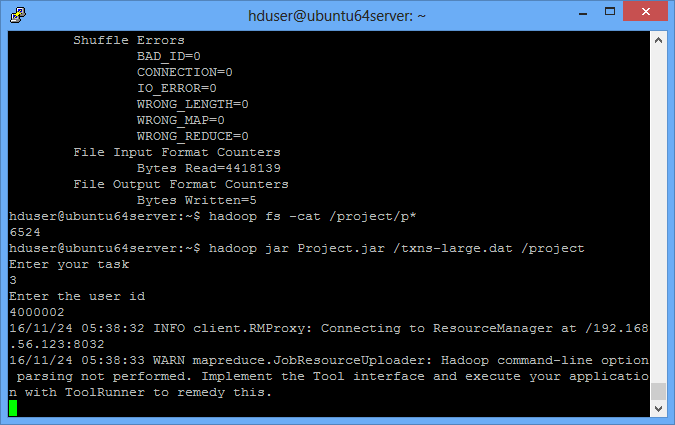 hduser@ubuntu64server: ~
Shuffle Errors
BAD_ID=0
CONNECTION=0
IO_ERROR=0
WRONG_LENGTH=0
WRONG_MAP=0
WRONG_REDUCE=0
File Input Format Counters
Bytes Read=4418139
File Output Format Counters
Bytes Written=5
hduser@ubuntu64server:~$ hadoop fs -cat /project/p*
6524
hduser@ubuntu64server:~$ hadoop jar Project.jar /txns-large.dat /project
Enter your task
3
Enter the user id
4000002
16/11/24 05:38:32 INFO client.RMProxy: Connecting to ResourceManager at /192.168
.56.123:8032
16/11/24 05:38:33 WARN mapreduce.JobResourceUploader: Hadoop command-line option
 parsing not performed. Implement the Tool interface and execute your applicatio
n with ToolRunner to remedy this.